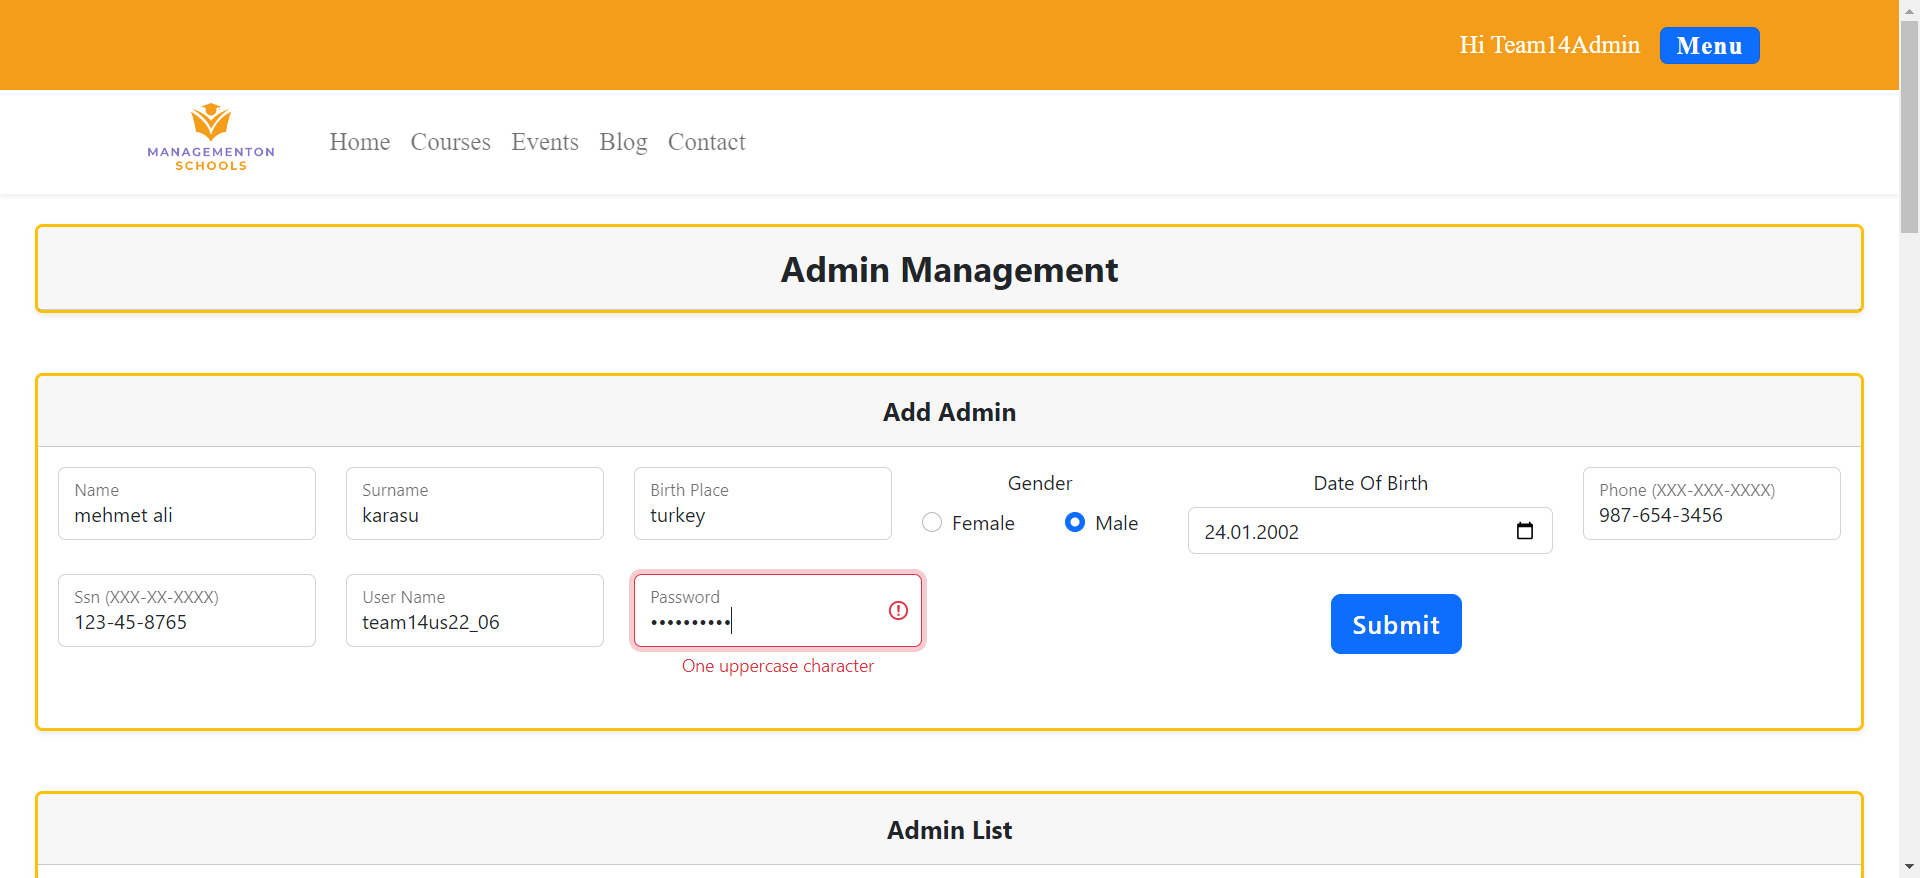 Hi Team14Admin Menu
MANAGEMENTON
SCHOOLS
Home Courses Events Blog Contact
Admin Management
Add Admin
Name
mehmet ali
Surname
karasu
Birth Place
turkey
Gender
Female Male
Date Of Birth
24.01.2002
Phone (XXX-XXX-XXXX)
987-654-3456
Ssn (XXX-XX-XXXX)
123-45-8765
User Name
team14us22_06
Password
••••••••••
One uppercase character
Submit
Admin List